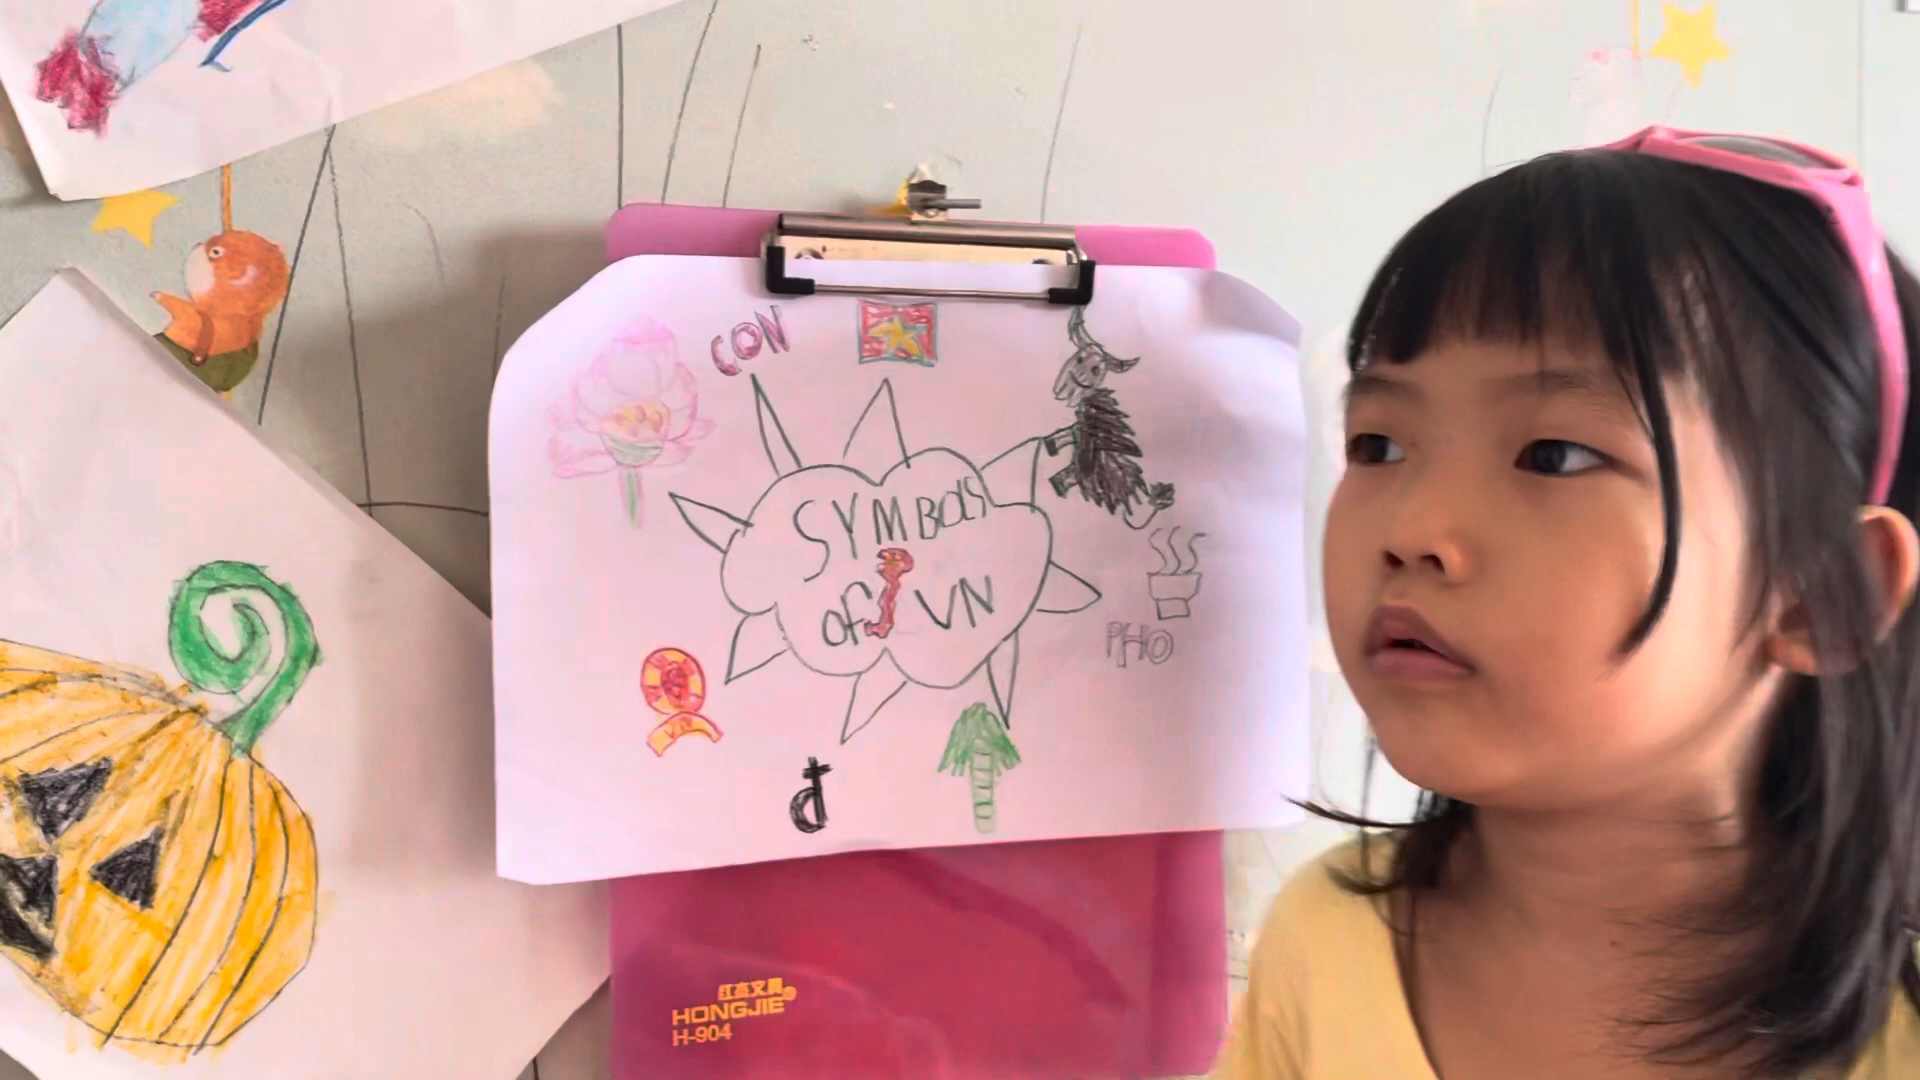 CON
SYMBOLS
of VN
PHO
VN
đ
红杰文具
HONGJIE
H-904